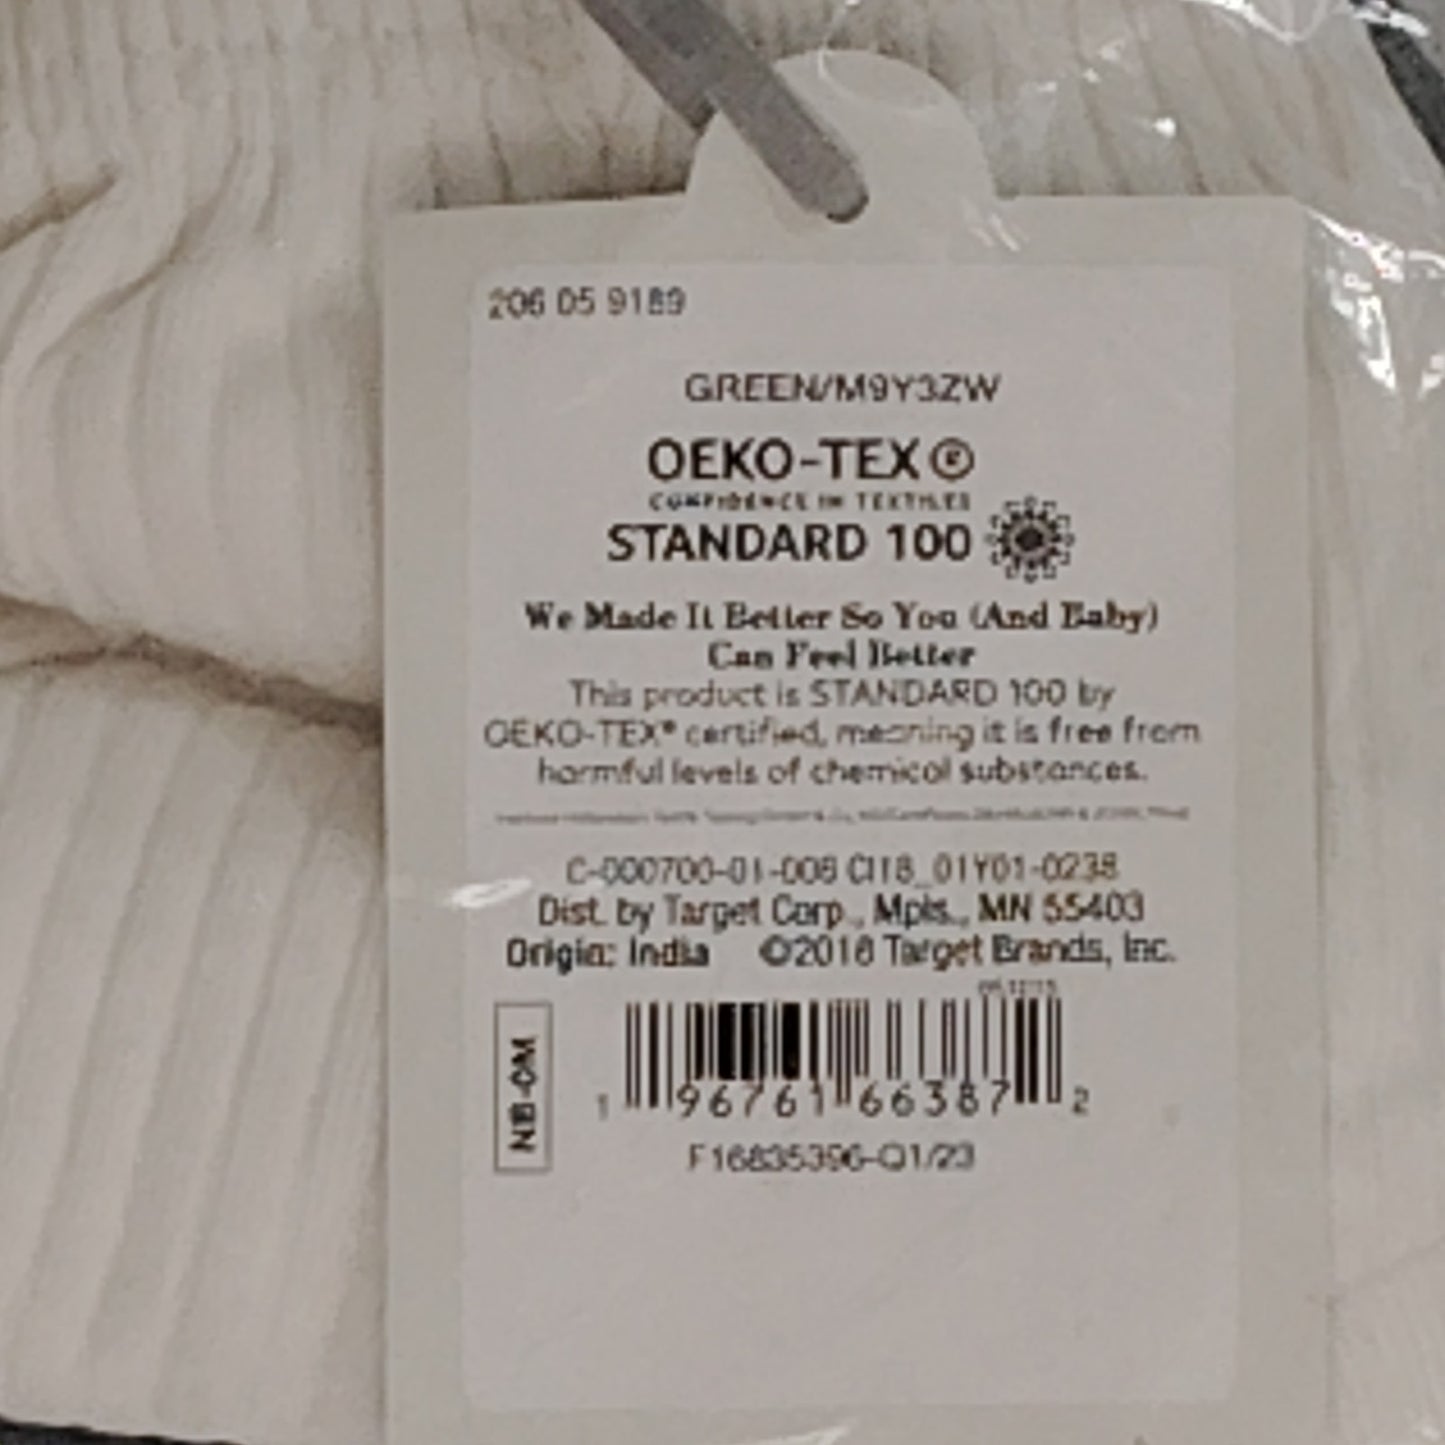 206 05 9189
GREEN/M9Y3ZW
OEKO-TEX®
CONFIDENCE IN TEXTILES
STANDARD 100
We Made It Better So You (And Baby)
Can Feel Better
This product is STANDARD 100 by
OEKO-TEX® certified, meaning it is free from
harmful levels of chemical substances.
C-000700-01-006 CI18_01Y01-0238
Dist. by Target Corp., Mpls., MN 55403
Origin: India ©2018 Target Brands, Inc.
NB-0M
1 96761 66387 2
F16835396-Q1/23